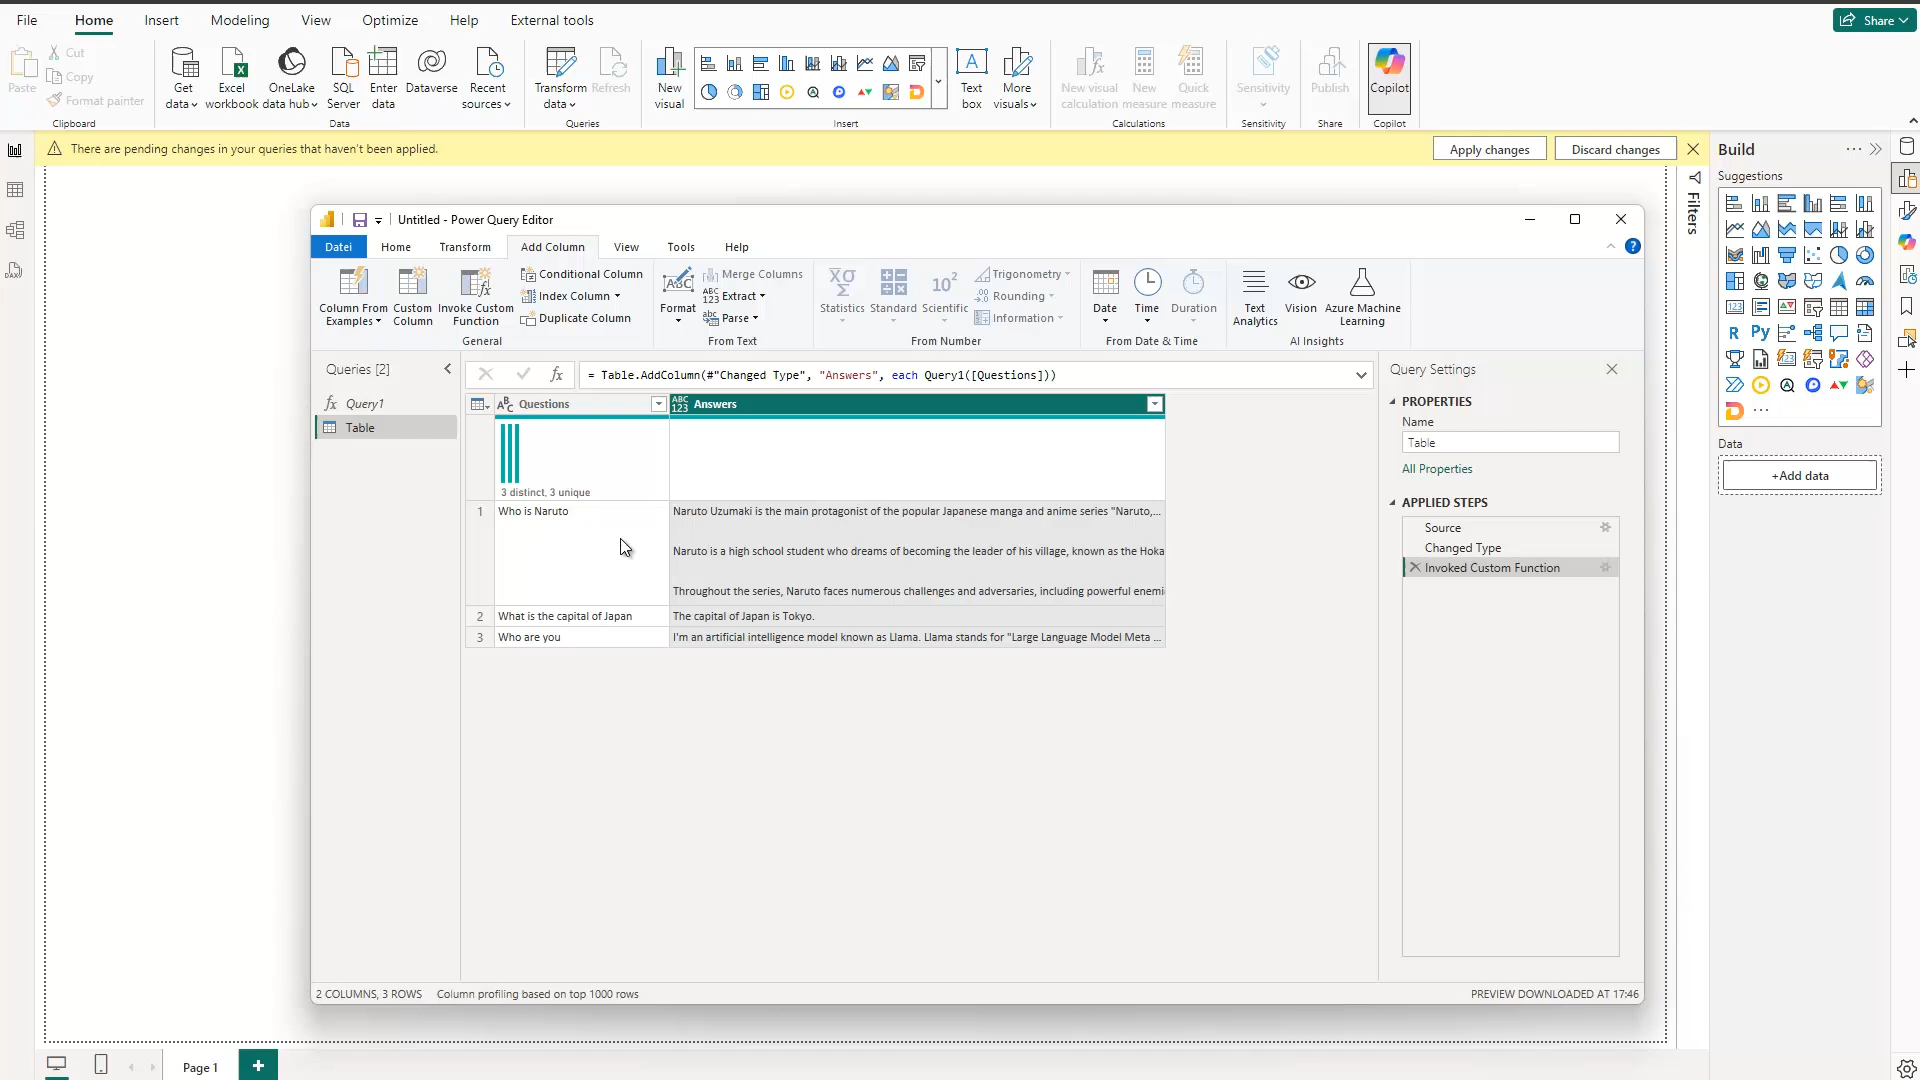 File Home Insert Modeling View Optimize Help External tools Share
Paste Cut
Copy
Format painter
Clipboard
Get data Excel workbook OneLake data hub SQL Server Enter data Dataverse Recent sources
Data
Transform data Refresh
Queries
New visual Text box More visuals
Insert
New visual calculation New measure Quick measure
Calculations
Sensitivity
Sensitivity
Publish
Share
Copilot
Copilot
There are pending changes in your queries that haven't been applied. Apply changes Discard changes
Filters
Build
Suggestions
Data
+Add data
Untitled - Power Query Editor
Datei Home Transform Add Column View Tools Help
Column From Examples Custom Column Invoke Custom Function
Conditional Column
Index Column
Duplicate Column
General
Format
Merge Columns
Extract
Parse
From Text
Statistics Standard Scientific
Trigonometry
Rounding
Information
From Number
Date Time Duration
From Date & Time
Text Analytics Vision Azure Machine Learning
AI Insights
Queries [2]
Query1
Table
= Table.AddColumn(#"Changed Type", "Answers", each Query1([Questions]))
Questions Answers
3 distinct, 3 unique
1 Who is Naruto Naruto Uzumaki is the main protagonist of the popular Japanese manga and anime series "Naruto,...
Naruto is a high school student who dreams of becoming the leader of his village, known as the Hoka
Throughout the series, Naruto faces numerous challenges and adversaries, including powerful enemi
2 What is the capital of Japan The capital of Japan is Tokyo.
3 Who are you I'm an artificial intelligence model known as Llama. Llama stands for "Large Language Model Meta ...
Query Settings
PROPERTIES
Name
Table
All Properties
APPLIED STEPS
Source
Changed Type
Invoked Custom Function
2 COLUMNS, 3 ROWS Column profiling based on top 1000 rows PREVIEW DOWNLOADED AT 17:46
Page 1